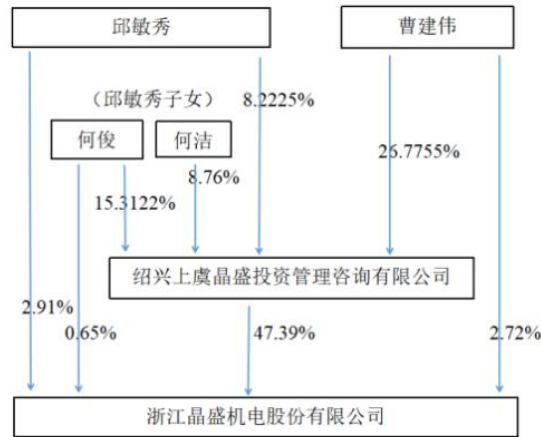 邱敏秀
曹建伟
（邱敏秀子女）
8.2225%
何俊
何洁
26.7755%
8.76%
15.3122%
绍兴上虞晶盛投资管理咨询有限公司
2.91%
0.65%
47.39%
2.72%
浙江晶盛机电股份有限公司